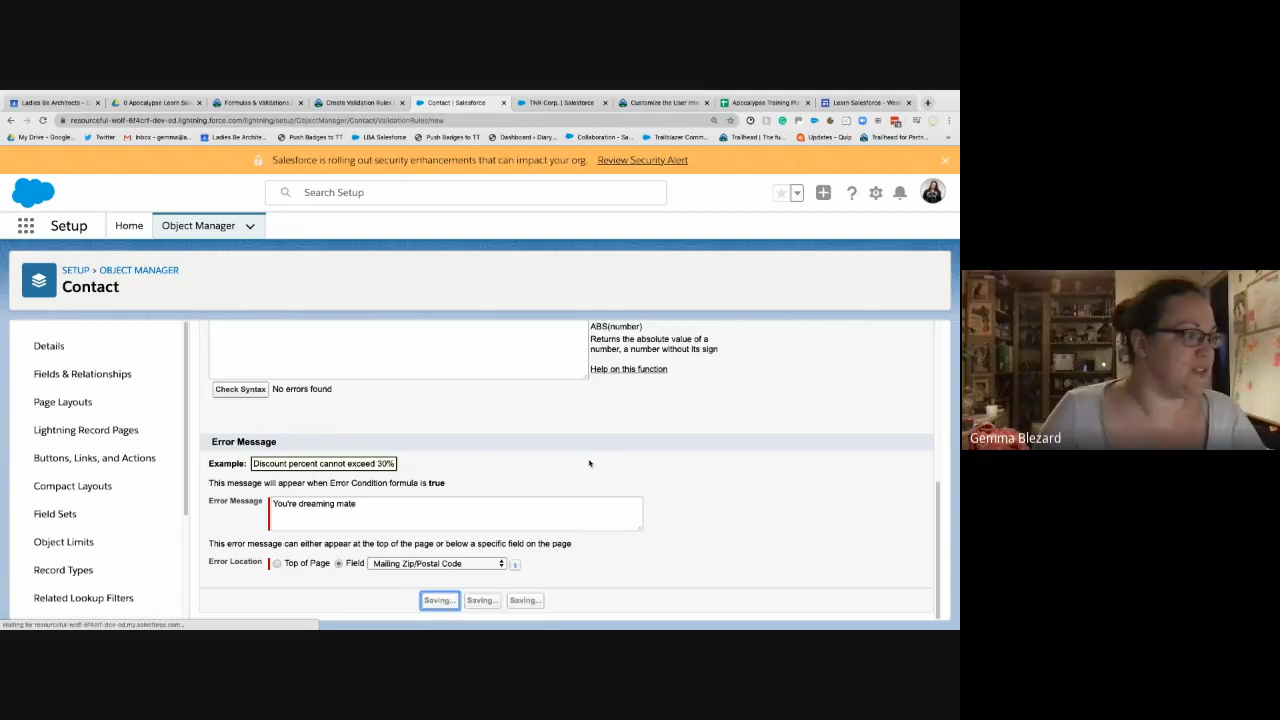 Ladies Be Architects - C
0 Apocalypse Learn Sal
Formulas & Validations
Create Validation Rules
Contact | Salesforce
TNR Corp. | Salesforce
Customize the User Inte
Apocalypse Training Pla
Learn Salesforce - Wee
resourceful-wolf-6f4crf-dev-ed.lightning.force.com/lightning/setup/ObjectManager/Contact/ValidationRules/new
My Drive - Google...
Twitter
Inbox - gemma@a...
Ladies Be Archite...
Push Badges to TT
LBA Salesforce
Push Badges to TT
Dashboard - Diary...
Collaboration - Sa...
Trailblazer Commu...
Trailhead | The fu...
Updates - Quip
Trailhead for Partn...
Salesforce is rolling out security enhancements that can impact your org. Review Security Alert
Search Setup
Setup
Home
Object Manager
SETUP > OBJECT MANAGER
Contact
Details
Fields & Relationships
Page Layouts
Lightning Record Pages
Buttons, Links, and Actions
Compact Layouts
Field Sets
Object Limits
Record Types
Related Lookup Filters
ABS(number)
Returns the absolute value of a
number, a number without its sign
Help on this function
Check Syntax No errors found
Error Message
Example: Discount percent cannot exceed 30%
This message will appear when Error Condition formula is true
Error Message You're dreaming mate
This error message can either appear at the top of the page or below a specific field on the page
Error Location Top of Page Field Mailing Zip/Postal Code
Saving... Saving... Saving...
Waiting for resourceful-wolf-6f4crf-dev-ed.my.salesforce.com...
Gemma Blezard